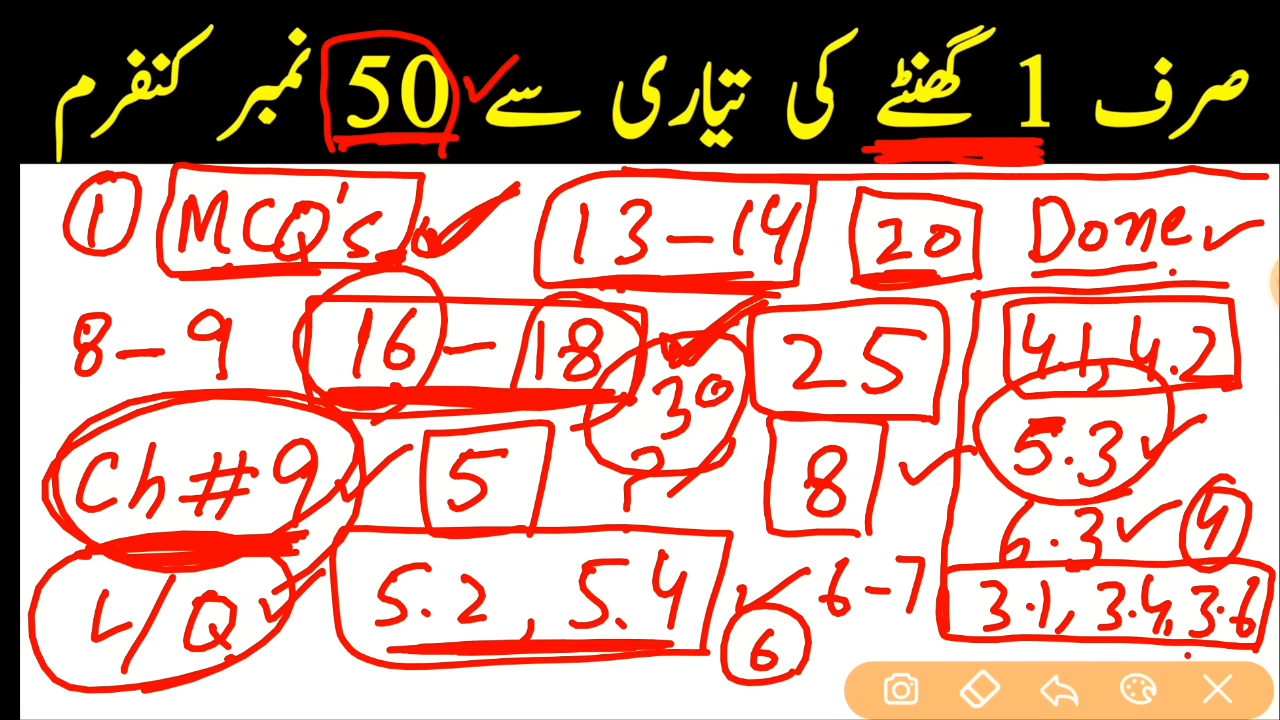 صرف 1 گھنٹے کی تیاری سے 50 نمبر کنفرم
① MCQ's 13-14 20 Done
8-9 16-18 30 25 4.1, 4.2
Ch#9 5 8 5.3
6.3 4
L/Q 5.2, 5.4 6 6-7 3.1, 3.4, 3.6